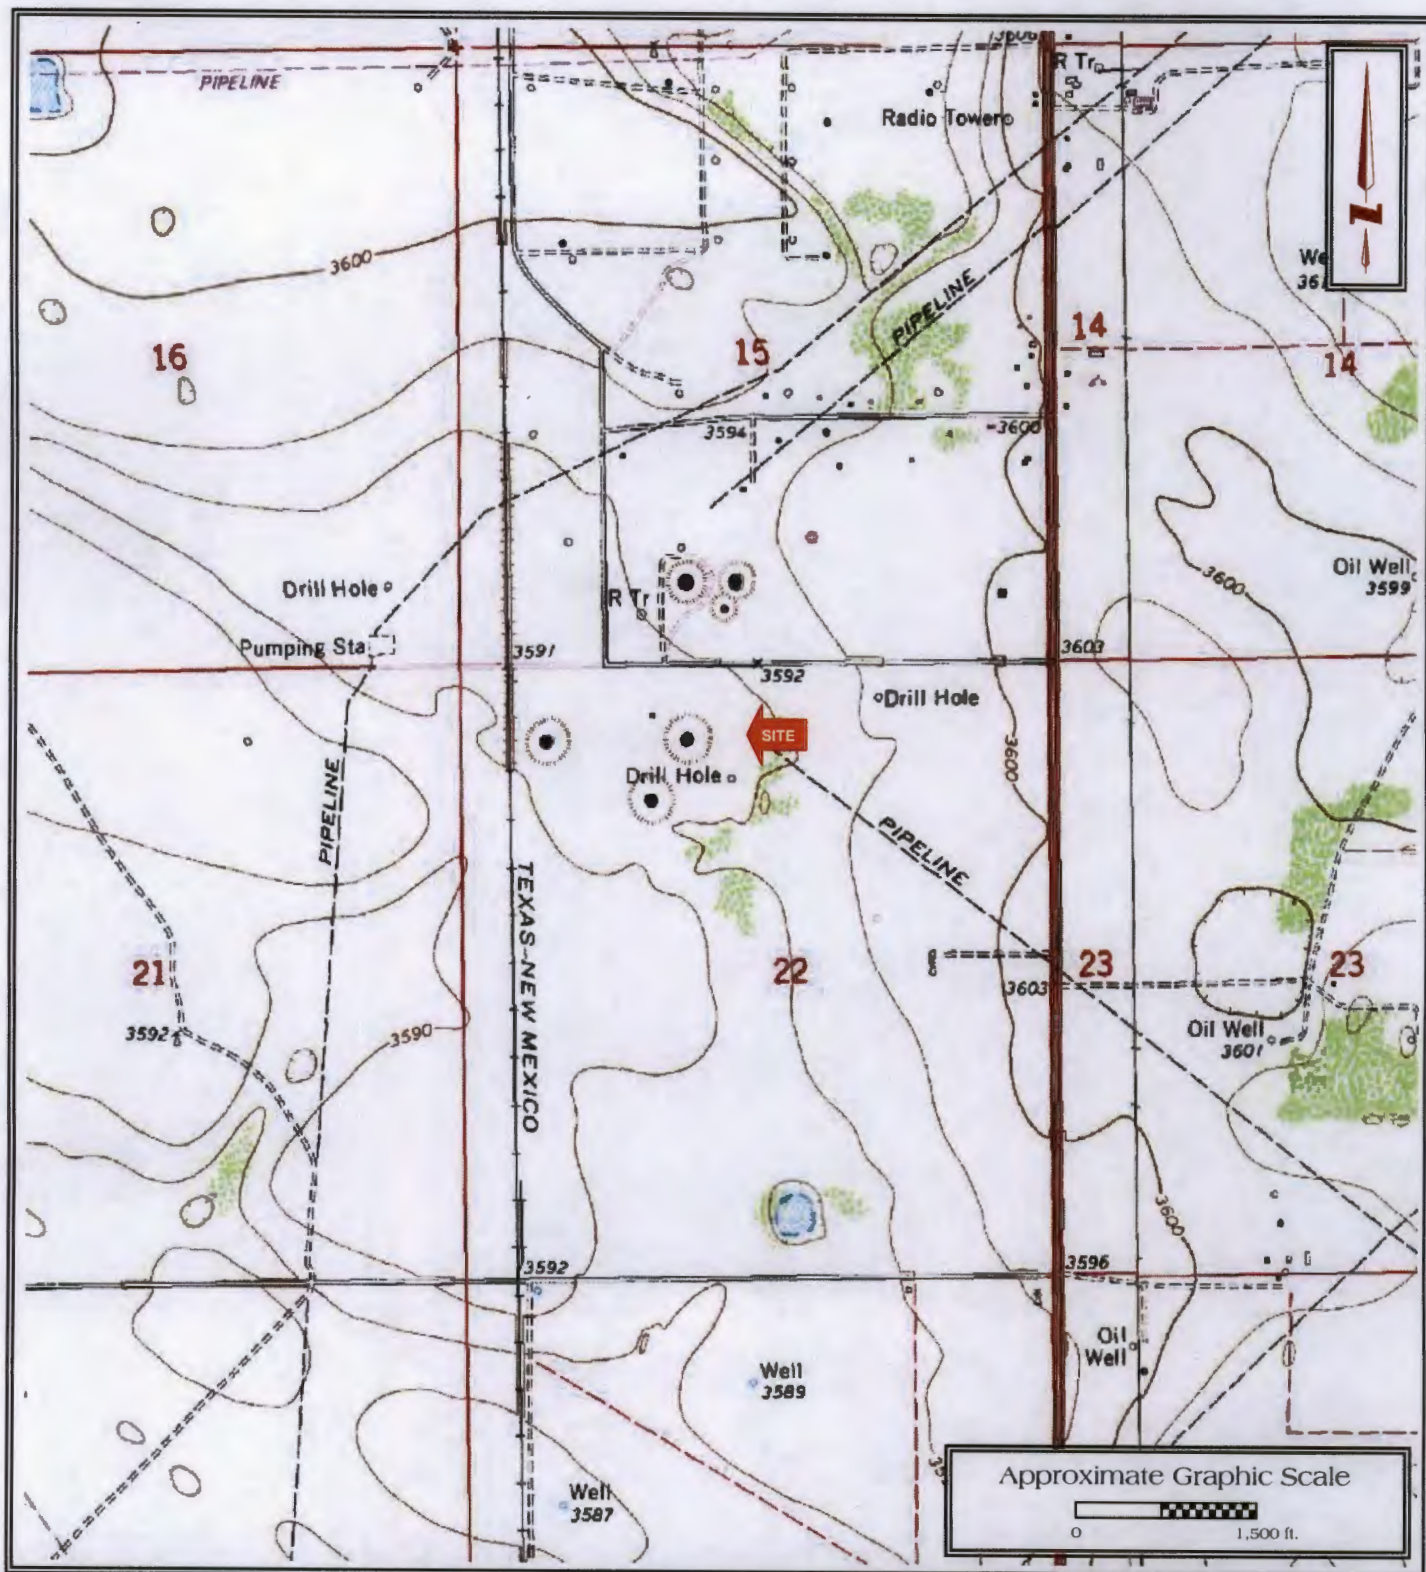 3606
R Tr
PIPELINE
Radio Tower
N
3600
We
361
PIPELINE
16
15
14
14
3594
3600
Drill Hole
R Tr
3600
Oil Well
3599
Pumping Sta
3591
3592
3603
Drill Hole
SITE
Drill Hole
3600
PIPELINE
PIPELINE
TEXAS-NEW MEXICO
21
22
23
23
3603
3592
3590
Oil Well
3601
3600
3592
3596
Oil
Well
Well
3589
Well
3587
Approximate Graphic Scale
0
1,500 ft.